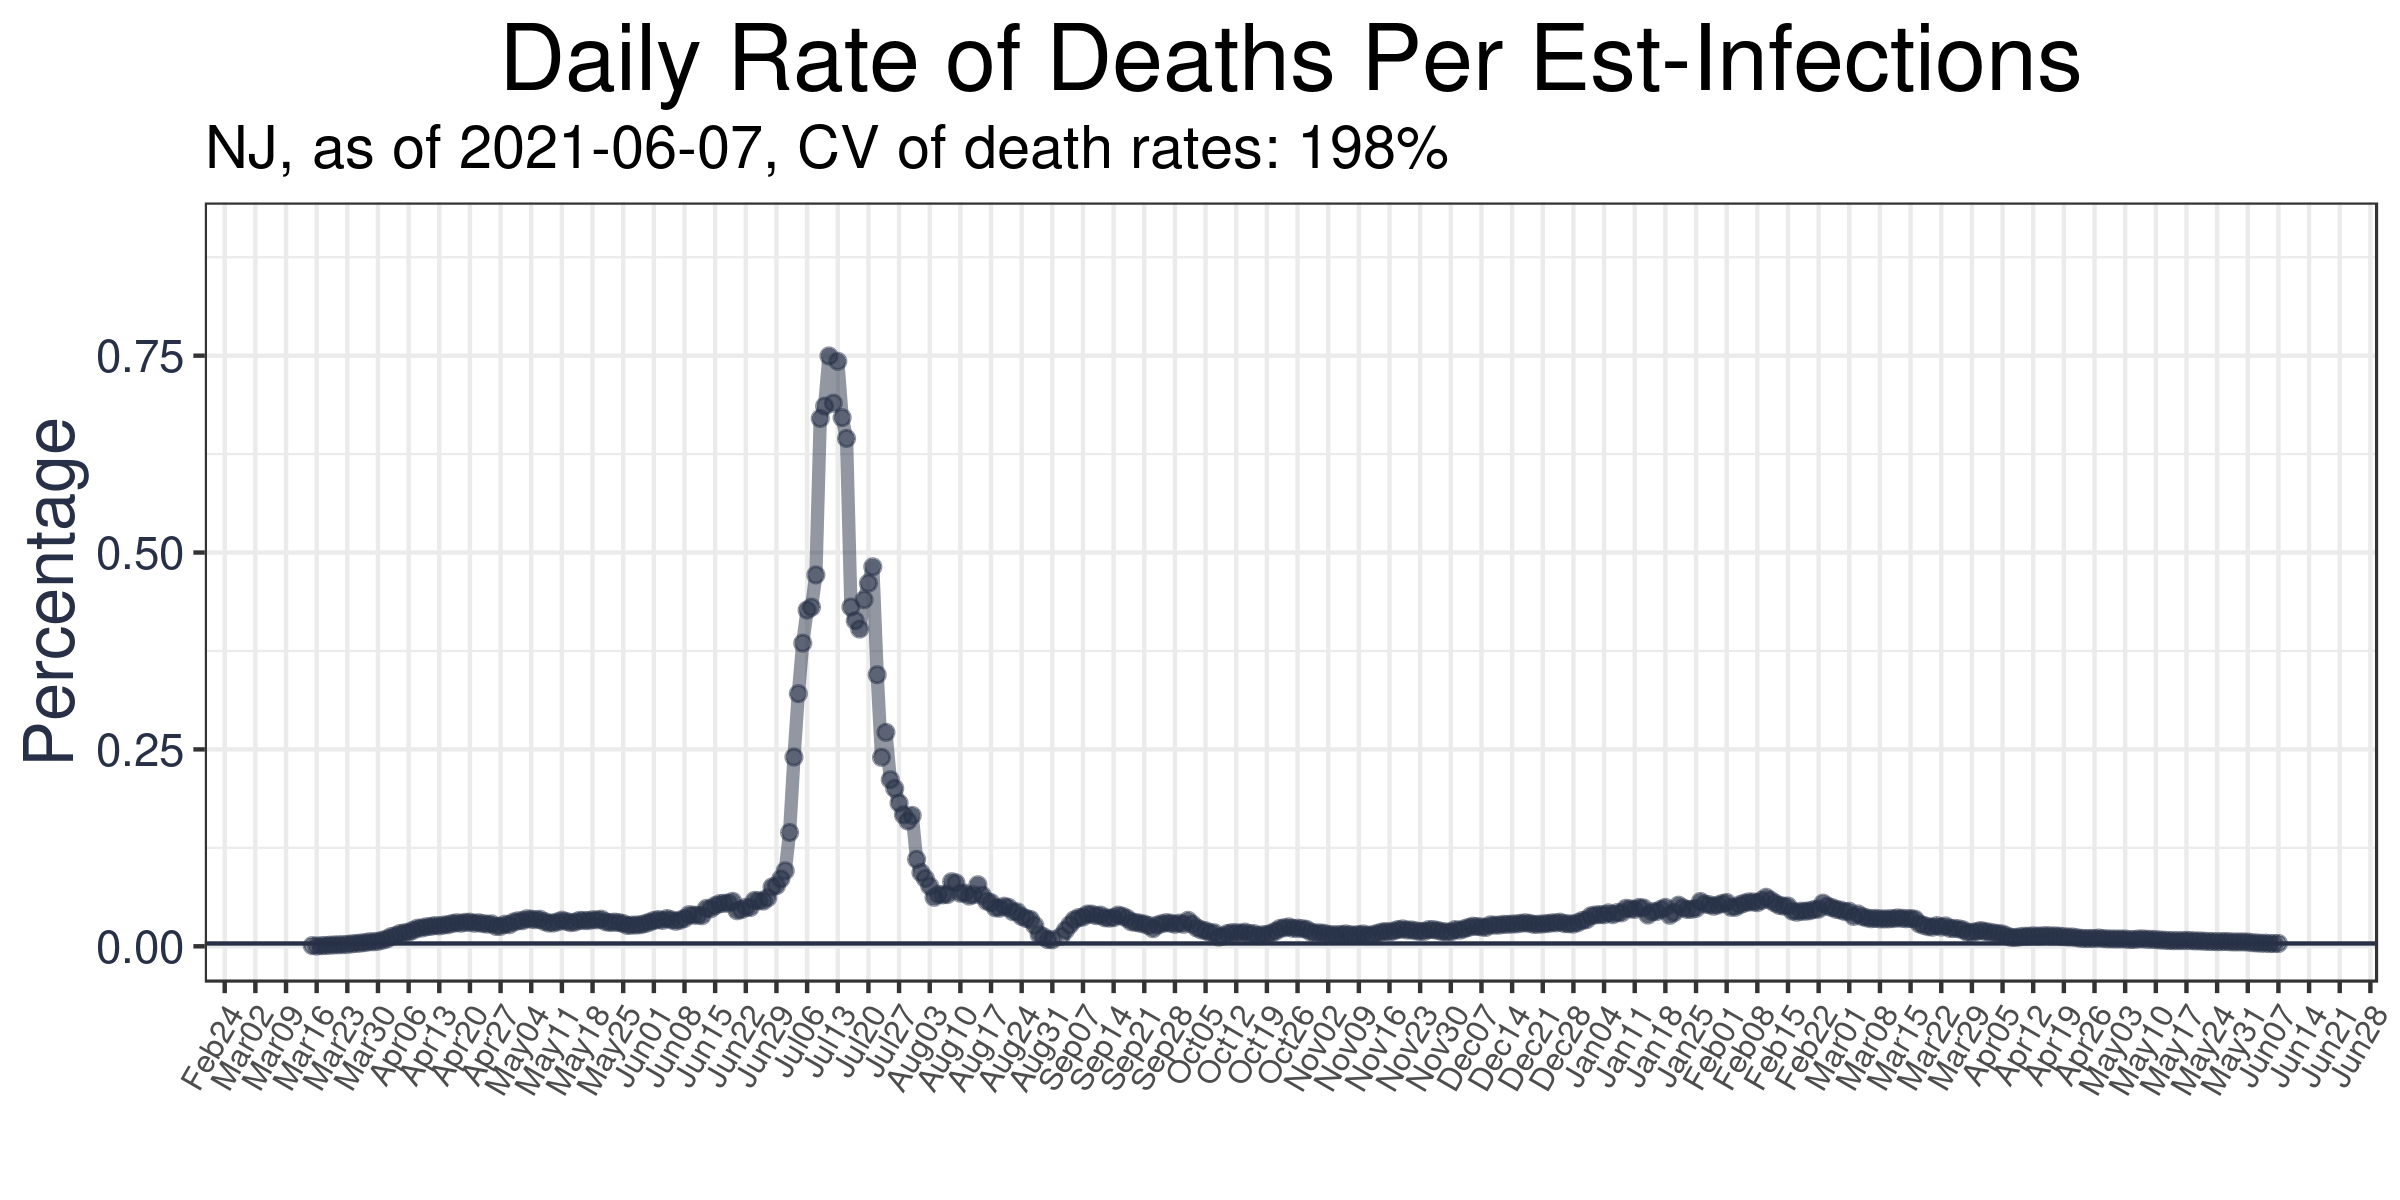 Daily Rate of Deaths Per Est-Infections
NJ, as of 2021-06-07, CV of death rates: 198%
Percentage
0.75
0.50
0.25
0.00
Feb24
Mar02
Mar09
Mar16
Mar23
Mar30
Apr06
Apr13
Apr20
Apr27
May04
May11
May18
May25
Jun01
Jun08
Jun15
Jun22
Jun29
Jul06
Jul13
Jul20
Jul27
Aug03
Aug10
Aug17
Aug24
Aug31
Sep07
Sep14
Sep21
Sep28
Oct05
Oct12
Oct19
Oct26
Nov02
Nov09
Nov16
Nov23
Nov30
Dec07
Dec14
Dec21
Dec28
Jan04
Jan11
Jan18
Jan25
Feb01
Feb08
Feb15
Feb22
Mar01
Mar08
Mar15
Mar22
Mar29
Apr05
Apr12
Apr19
Apr26
May03
May10
May17
May24
May31
Jun07
Jun14
Jun21
Jun28